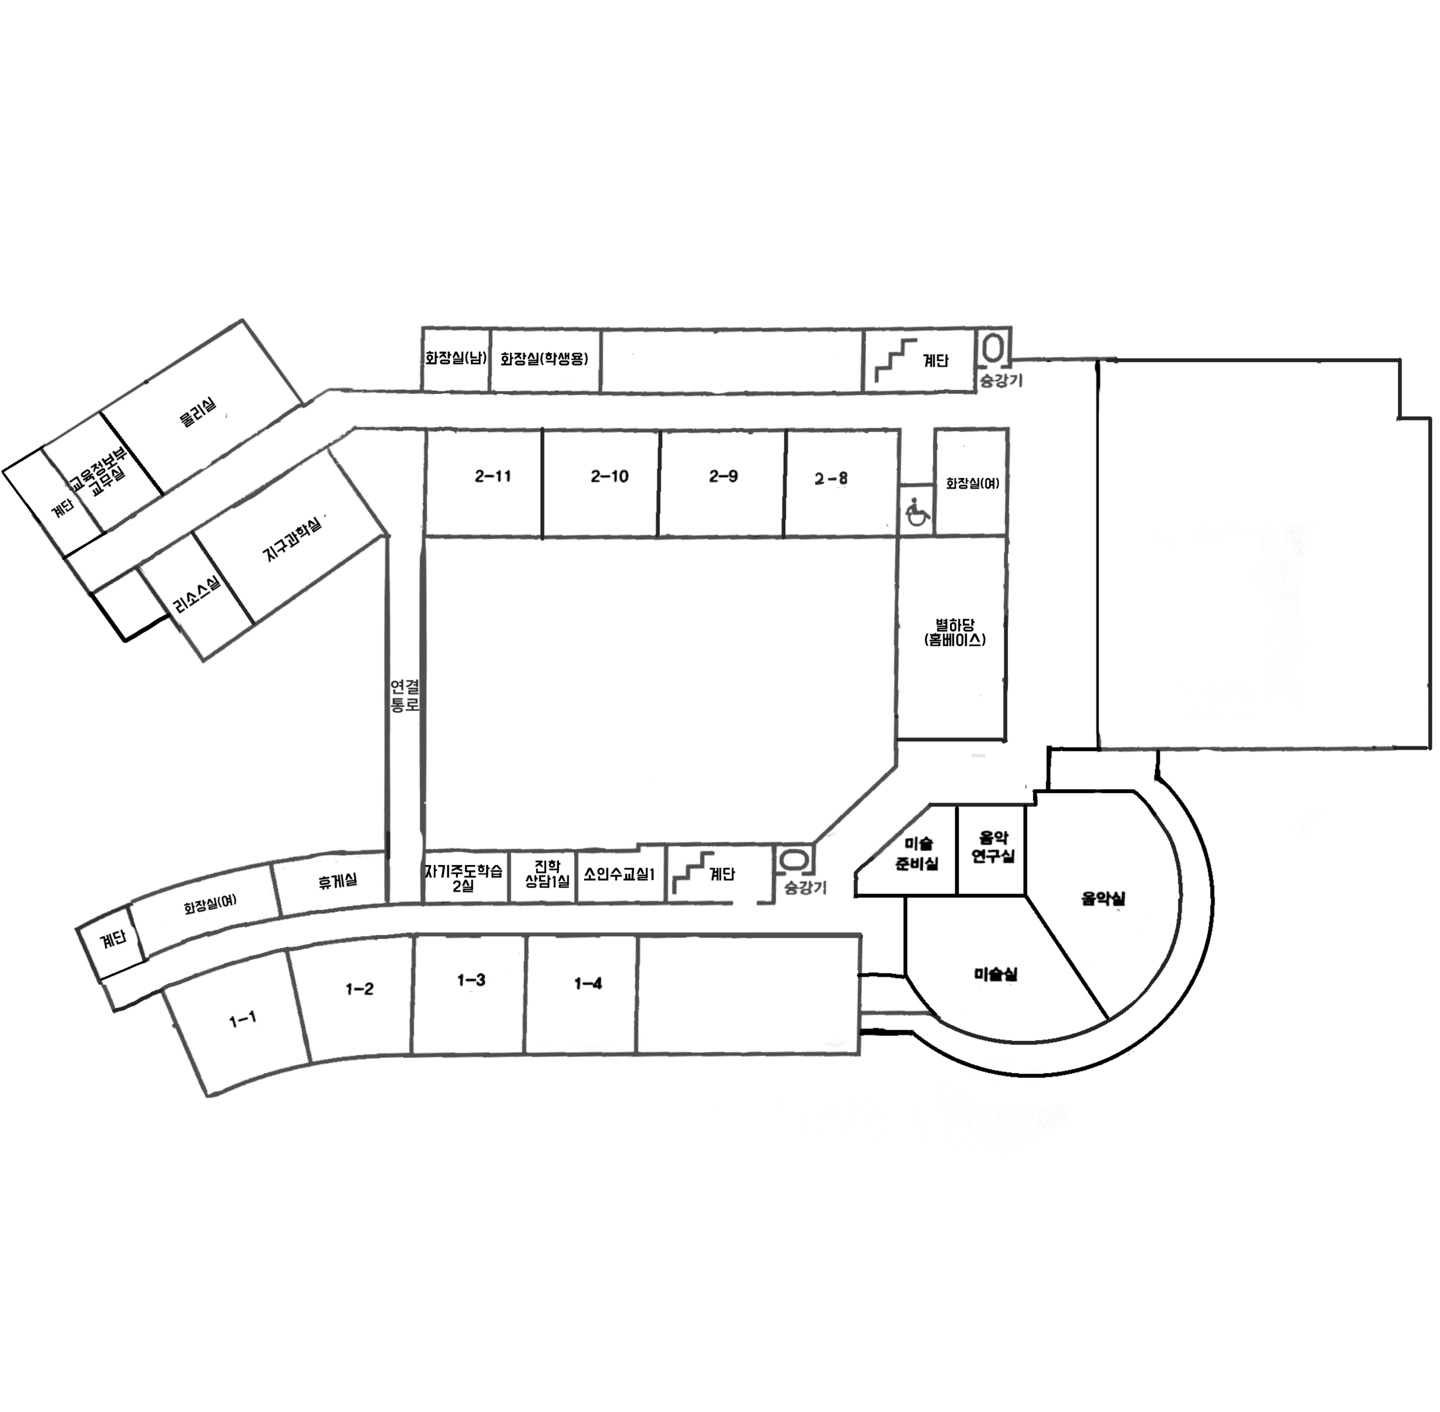 화장실(남)
화장실(학생용)
계단
승강기
물리실
교육정보부
교무실
계단
지구과학실
리소스실
2-11
2-10
2-9
2-8
화장실(여)
별하당
(홈베이스)
연결
통로
자기주도학습
2실
진학
상담1실
소인수교실1
계단
승강기
미술
준비실
음악
연구실
음악실
미술실
휴게실
화장실(여)
계단
1-1
1-2
1-3
1-4